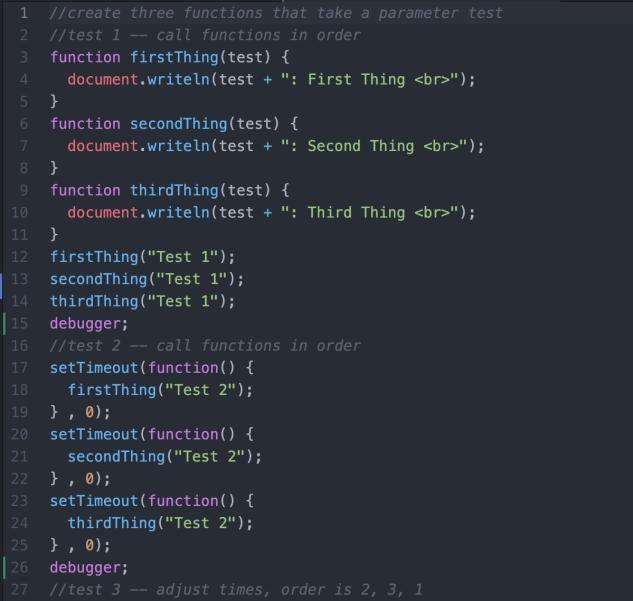 1 //create three functions that take a parameter test
2 //test 1 —— call functions in order
3 function firstThing(test) {
4 document.writeln(test + ": First Thing <br>");
5 }
6 function secondThing(test) {
7 document.writeln(test + ": Second Thing <br>");
8 }
9 function thirdThing(test) {
10 document.writeln(test + ": Third Thing <br>");
11 }
12 firstThing("Test 1");
13 secondThing("Test 1");
14 thirdThing("Test 1");
15 debugger;
16 //test 2 —— call functions in order
17 setTimeout(function() {
18 firstThing("Test 2");
19 } , 0);
20 setTimeout(function() {
21 secondThing("Test 2");
22 } , 0);
23 setTimeout(function() {
24 thirdThing("Test 2");
25 } , 0);
26 debugger;
27 //test 3 —— adjust times, order is 2, 3, 1